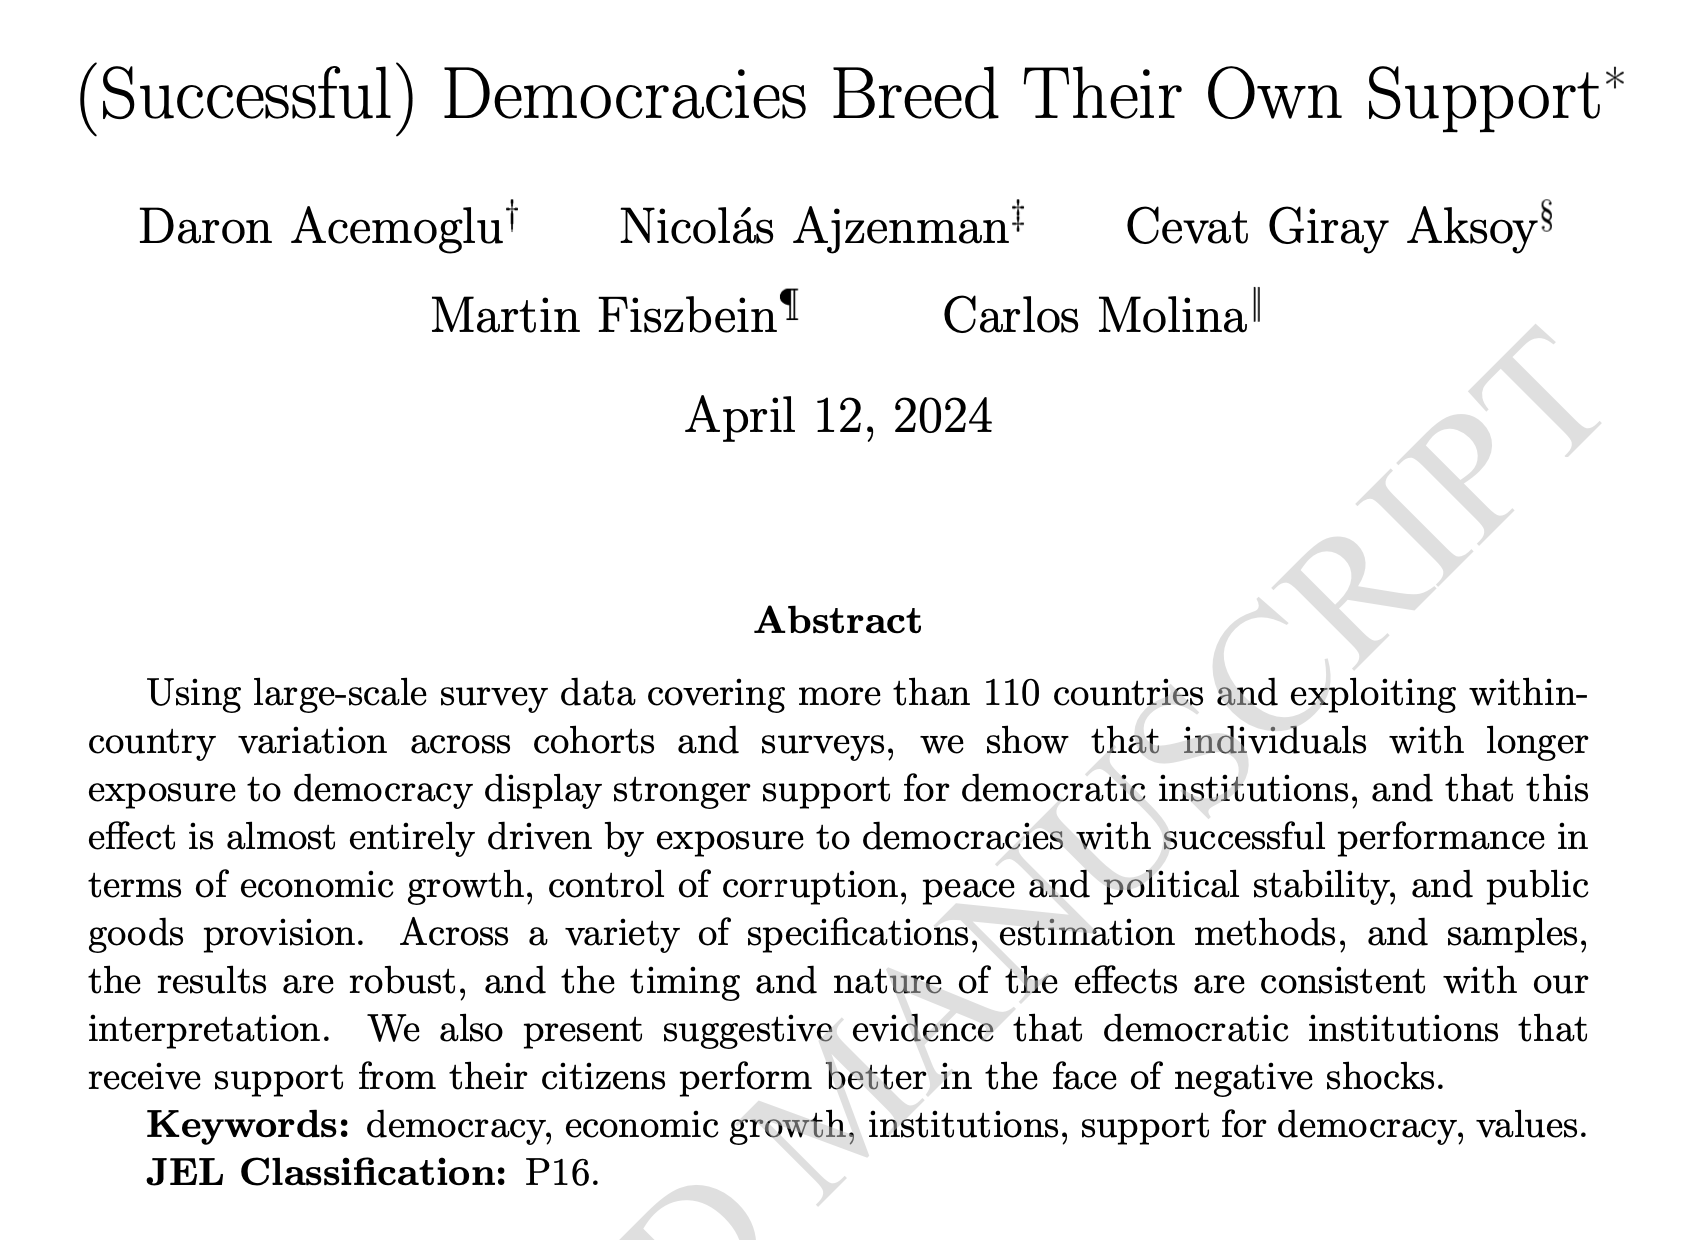 (Successful) Democracies Breed Their Own Support*
Daron Acemoglu† Nicolás Ajzenman‡ Cevat Giray Aksoy§
Martin Fiszbein¶ Carlos Molina‖
April 12, 2024
Abstract
Using large-scale survey data covering more than 110 countries and exploiting within-
country variation across cohorts and surveys, we show that individuals with longer
exposure to democracy display stronger support for democratic institutions, and that this
effect is almost entirely driven by exposure to democracies with successful performance in
terms of economic growth, control of corruption, peace and political stability, and public
goods provision. Across a variety of specifications, estimation methods, and samples,
the results are robust, and the timing and nature of the effects are consistent with our
interpretation. We also present suggestive evidence that democratic institutions that
receive support from their citizens perform better in the face of negative shocks.
Keywords: democracy, economic growth, institutions, support for democracy, values.
JEL Classification: P16.
D MANUSCRIPT